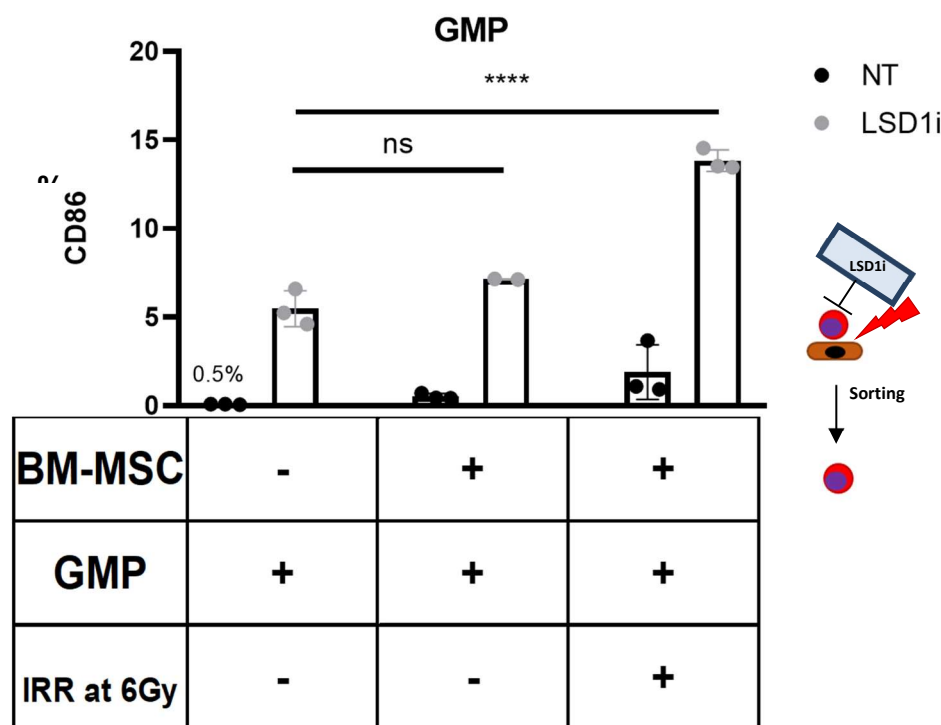 GMP
20
****
NT
LSD1i
15
ns
%
CD86
10
LSD1i
5
0.5%
0
Sorting
BM-MSC - + +
GMP + + +
IRR at 6Gy - - +